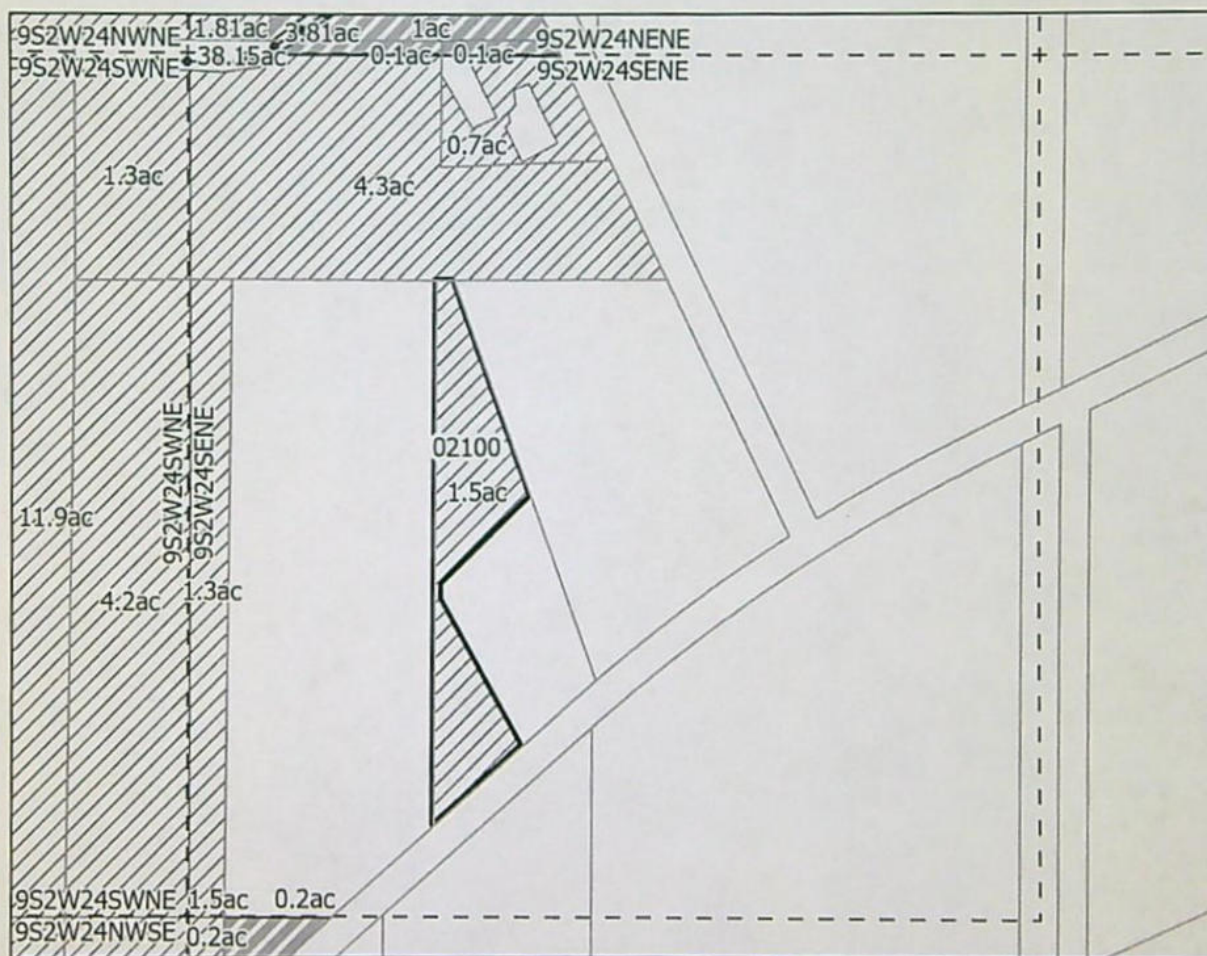 1.81ac
3.81ac
1ac
9S2W24NWNE
9S2W24NENE
38.15ac
0.1ac
0.1ac
9S2W24SWNE
9S2W24SENE
0.7ac
1.3ac
4.3ac
02100
9S2W24SWNE
9S2W24SENE
1.5ac
11.9ac
4.2ac
1.3ac
9S2W24SWNE
1.5ac
0.2ac
9S2W24NWSE
0.2ac